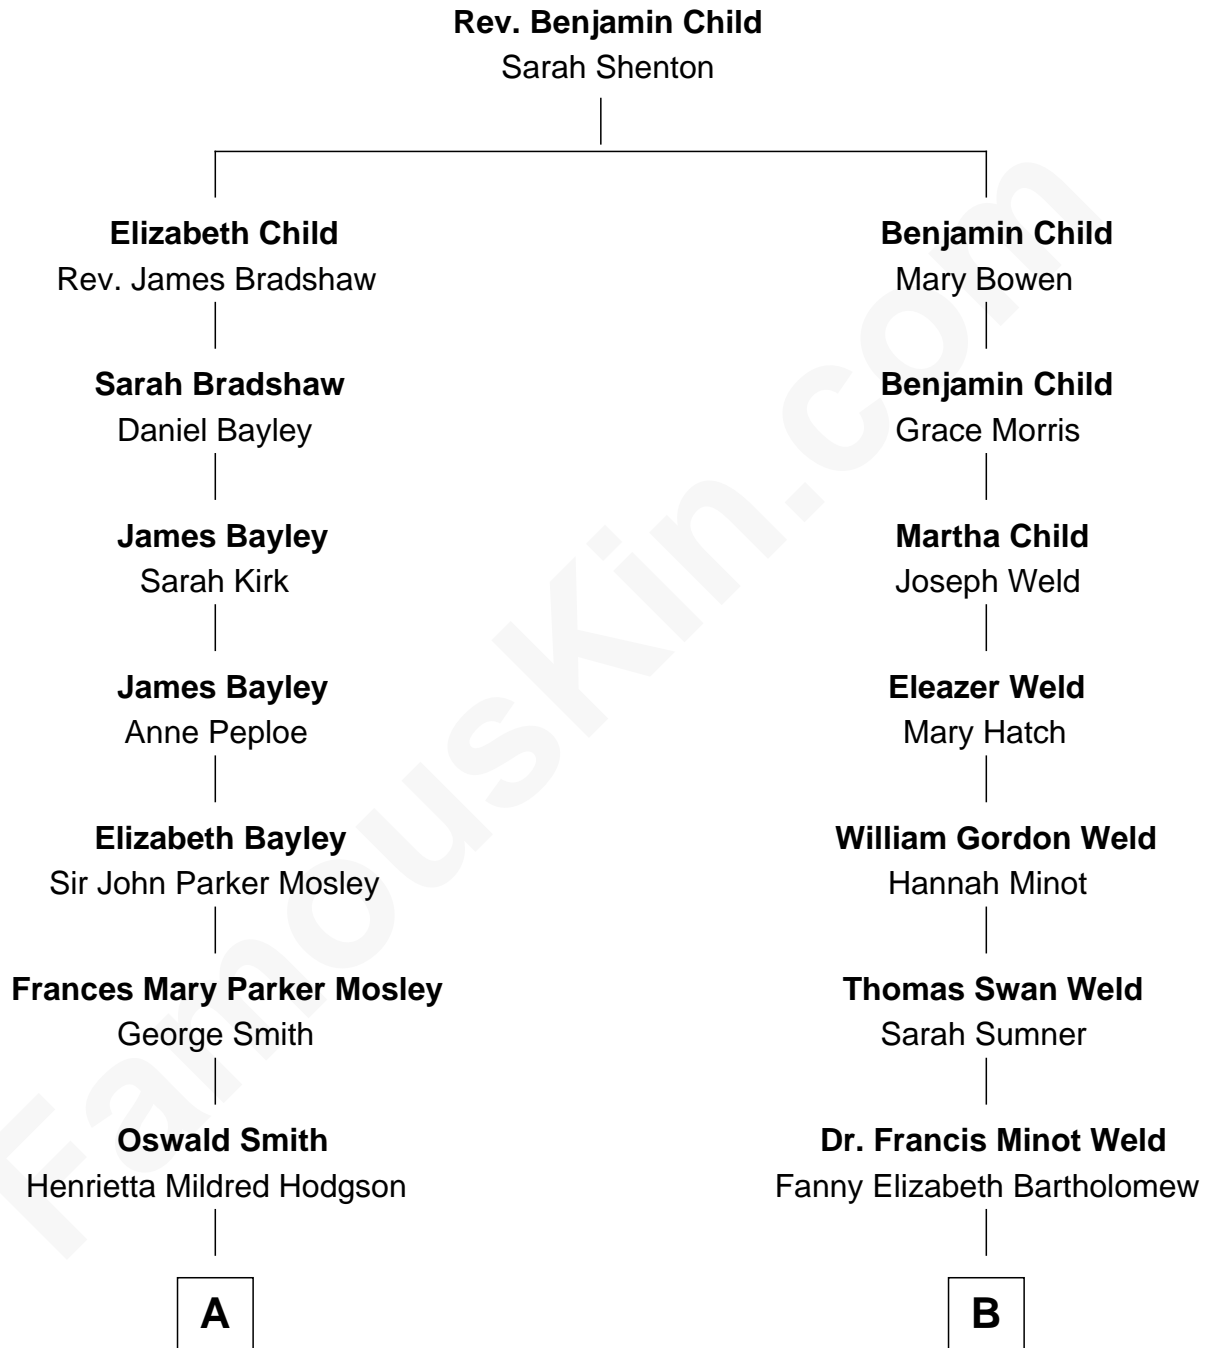 Rev. Benjamin Child
Sarah Shenton
Elizabeth Child
Rev. James Bradshaw
Sarah Bradshaw
Daniel Bayley
James Bayley
Sarah Kirk
James Bayley
Anne Peploe
Elizabeth Bayley
Sir John Parker Mosley
Frances Mary Parker Mosley
George Smith
Oswald Smith
Henrietta Mildred Hodgson
A
Benjamin Child
Mary Bowen
Benjamin Child
Grace Morris
Martha Child
Joseph Weld
Eleazer Weld
Mary Hatch
William Gordon Weld
Hannah Minot
Thomas Swan Weld
Sarah Sumner
Dr. Francis Minot Weld
Fanny Elizabeth Bartholomew
B
FamousKin.com